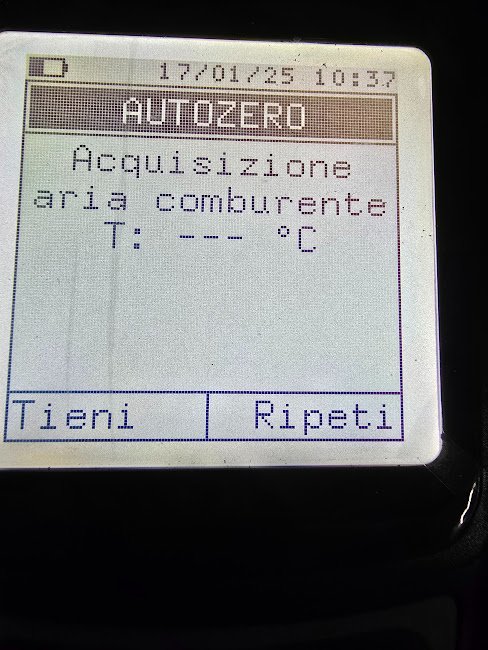 17/01/25 10:37
AUTOZERO
Acquisizione
aria comburente
T: --- °C
Tieni Ripeti